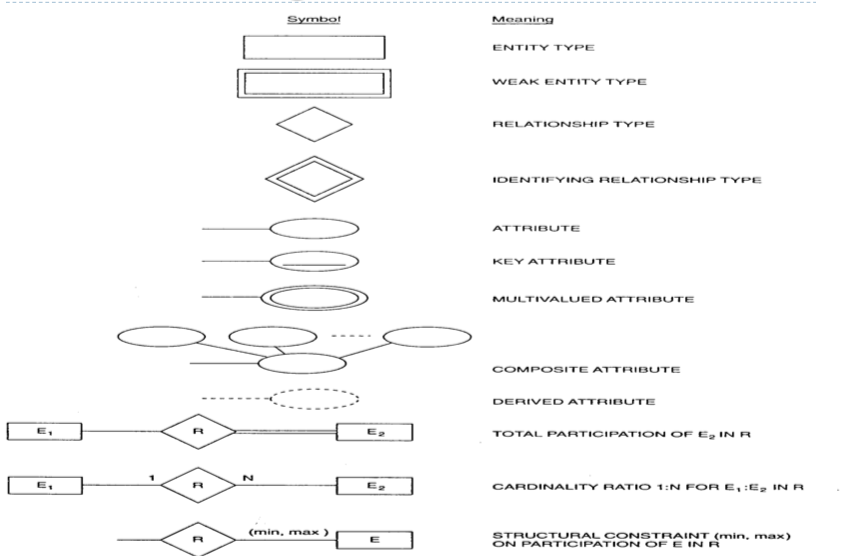 Symbol Meaning
ENTITY TYPE
WEAK ENTITY TYPE
RELATIONSHIP TYPE
IDENTIFYING RELATIONSHIP TYPE
ATTRIBUTE
KEY ATTRIBUTE
MULTIVALUED ATTRIBUTE
COMPOSITE ATTRIBUTE
DERIVED ATTRIBUTE
E₁ R E₂ TOTAL PARTICIPATION OF E₂ IN R
E₁ 1 R N E₂ CARDINALITY RATIO 1:N FOR E₁:E₂ IN R
R (min, max) E STRUCTURAL CONSTRAINT (min, max)
ON PARTICIPATION OF E IN R